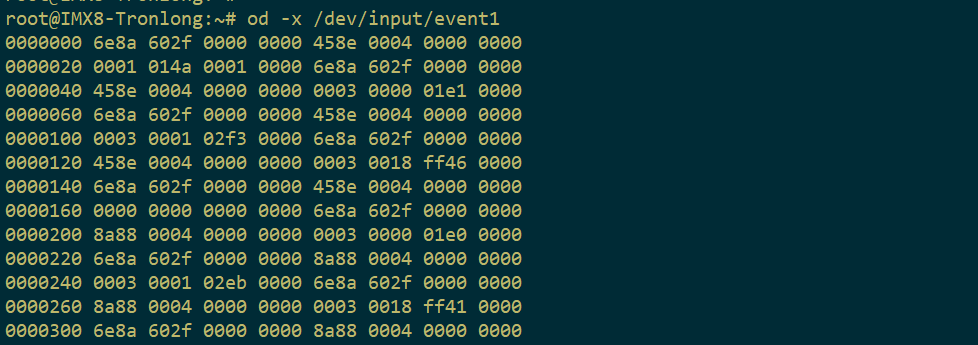 root@IMX8-Tronlong:~# od -x /dev/input/event1
0000000 6e8a 602f 0000 0000 458e 0004 0000 0000
0000020 0001 014a 0001 0000 6e8a 602f 0000 0000
0000040 458e 0004 0000 0000 0003 0000 01e1 0000
0000060 6e8a 602f 0000 0000 458e 0004 0000 0000
0000100 0003 0001 02f3 0000 6e8a 602f 0000 0000
0000120 458e 0004 0000 0000 0003 0018 ff46 0000
0000140 6e8a 602f 0000 0000 458e 0004 0000 0000
0000160 0000 0000 0000 0000 6e8a 602f 0000 0000
0000200 8a88 0004 0000 0000 0003 0000 01e0 0000
0000220 6e8a 602f 0000 0000 8a88 0004 0000 0000
0000240 0003 0001 02eb 0000 6e8a 602f 0000 0000
0000260 8a88 0004 0000 0000 0003 0018 ff41 0000
0000300 6e8a 602f 0000 0000 8a88 0004 0000 0000